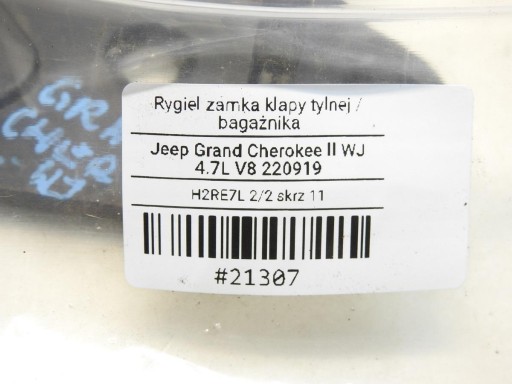 Rygiel zamka klapy tylnej /
bagażnika
Jeep Grand Cherokee II WJ
4.7L V8 220919
H2RE7L 2/2 skrz 11
#21307
WJ